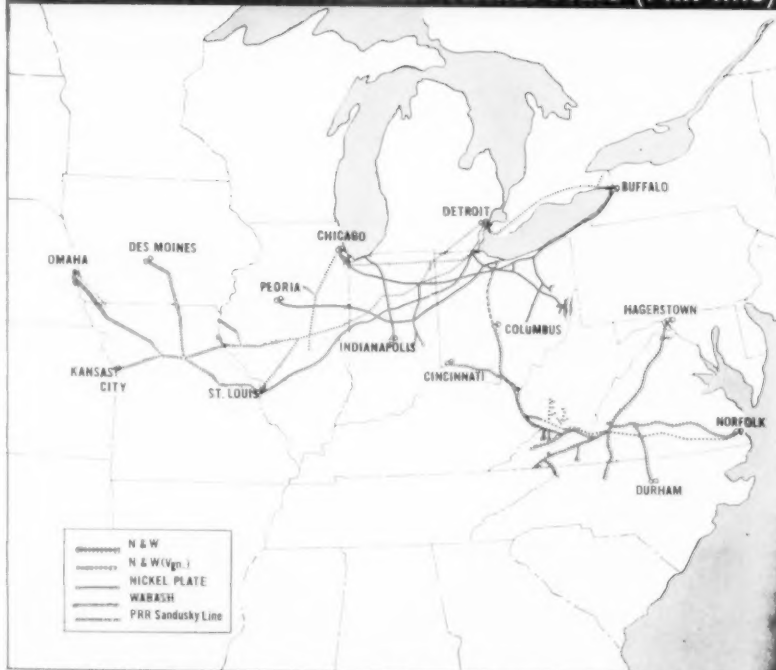 BUFFALO
DETROIT
CHICAGO
DES MOINES
OMAHA
PEORIA
HAGERSTOWN
COLUMBUS
INDIANAPOLIS
CINCINNATI
KANSAS
CITY
ST. LOUIS
NORFOLK
DURHAM
N & W
N & W (Vgn.)
NICKEL PLATE
WABASH
PRR Sandusky Line